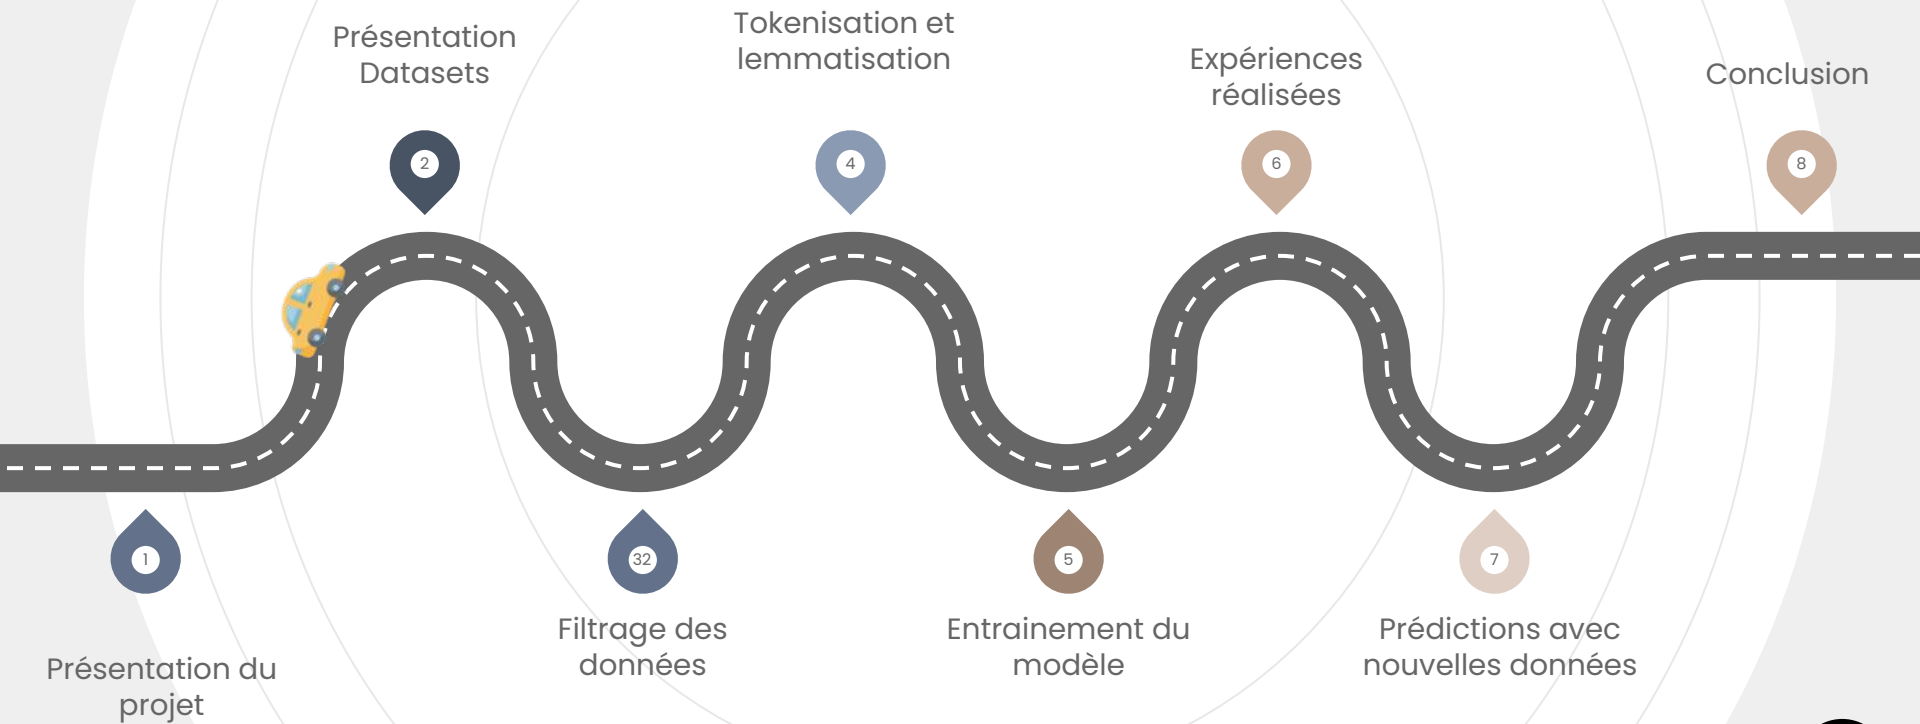 Présentation
Datasets
Tokenisation et
lemmatisation
Expériences
réalisées
Conclusion
2
4
6
8
1
32
5
7
Présentation du
projet
Filtrage des
données
Entrainement du
modèle
Prédictions avec
nouvelles données